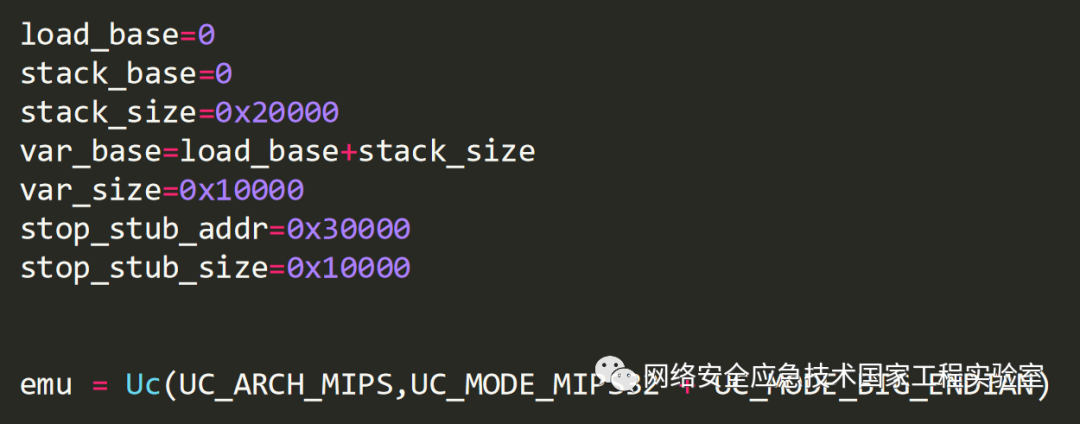 load_base=0
stack_base=0
stack_size=0x20000
var_base=load_base+stack_size
var_size=0x10000
stop_stub_addr=0x30000
stop_stub_size=0x10000
emu = Uc(UC_ARCH_MIPS,UC_MODE_MIPS32 + UC_MODE_BIG_ENDIAN)
网络安全应急技术国家工程实验室